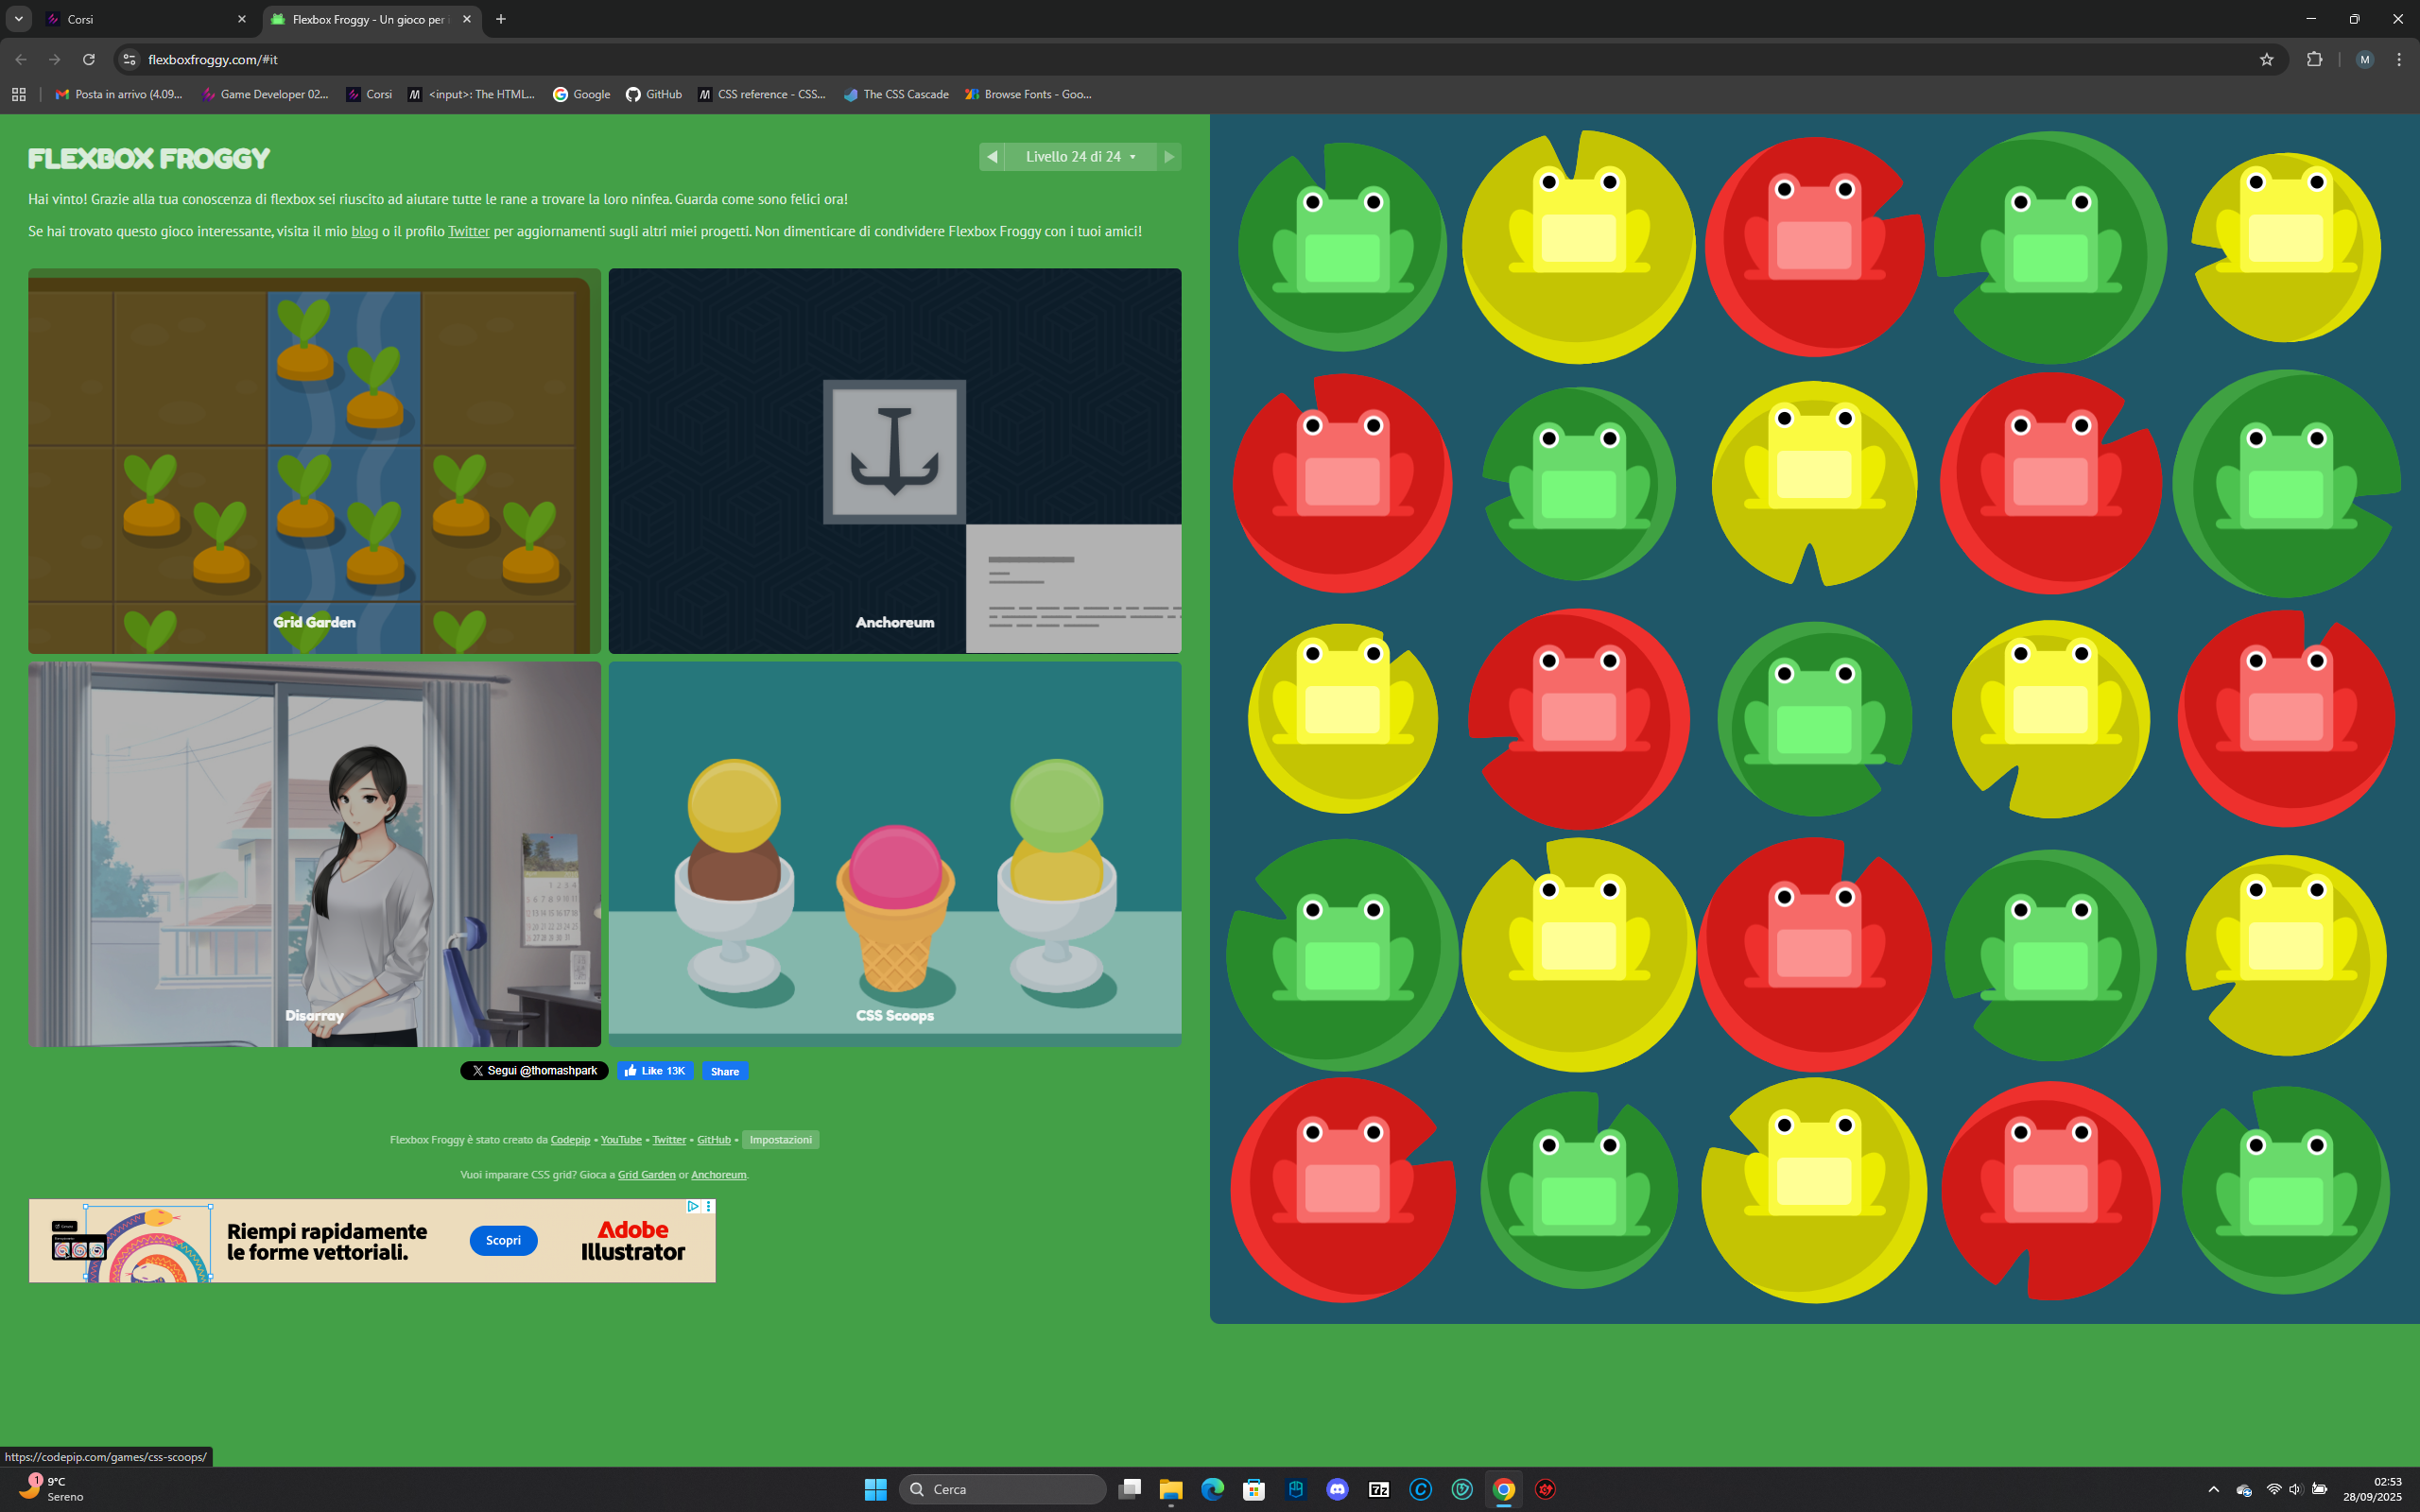 Corsi
Flexbox Froggy - Un gioco per i
flexboxfroggy.com/#it
M
Posta in arrivo (4.09...
Game Developer 02...
Corsi
<input>: The HTML...
Google
GitHub
CSS reference - CSS...
The CSS Cascade
Browse Fonts - Goo...
FLEXBOX FROGGY
Livello 24 di 24
Hai vinto! Grazie alla tua conoscenza di flexbox sei riuscito ad aiutare tutte le rane a trovare la loro ninfea. Guarda come sono felici ora!
Se hai trovato questo gioco interessante, visita il mio blog o il profilo Twitter per aggiornamenti sugli altri miei progetti. Non dimenticare di condividere Flexbox Froggy con i tuoi amici!
Grid Garden
Anchoreum
Disarray
CSS Scoops
Segui @thomashpark
Like 13K
Share
Flexbox Froggy è stato creato da Codepip • YouTube • Twitter • GitHub • Impostazioni
Vuoi imparare CSS grid? Gioca a Grid Garden or Anchoreum.
Riempi rapidamente
le forme vettoriali.
Scopri
Adobe
Illustrator
https://codepip.com/games/css-scoops/
1
9°C
Sereno
Cerca
02:53
28/09/2025